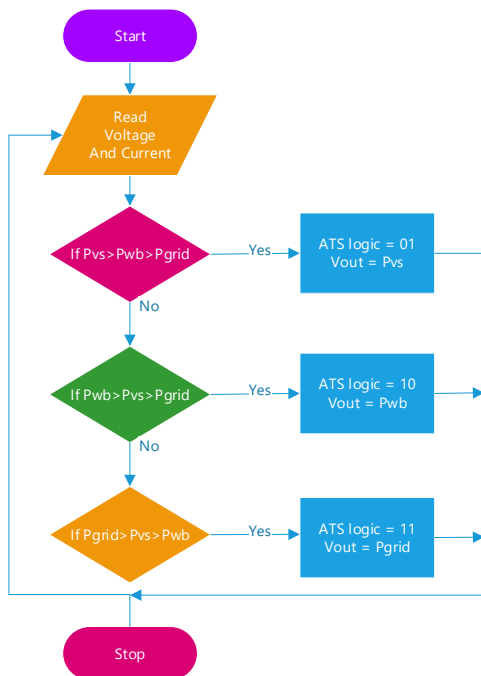 Start
Read
Voltage
And Current
If Pvs>Pwb>Pgrid
Yes
ATS logic = 01
Vout = Pvs
No
If Pwb>Pvs>Pgrid
Yes
ATS logic = 10
Vout = Pwb
No
If Pgrid>Pvs>Pwb
Yes
ATS logic = 11
Vout = Pgrid
Stop